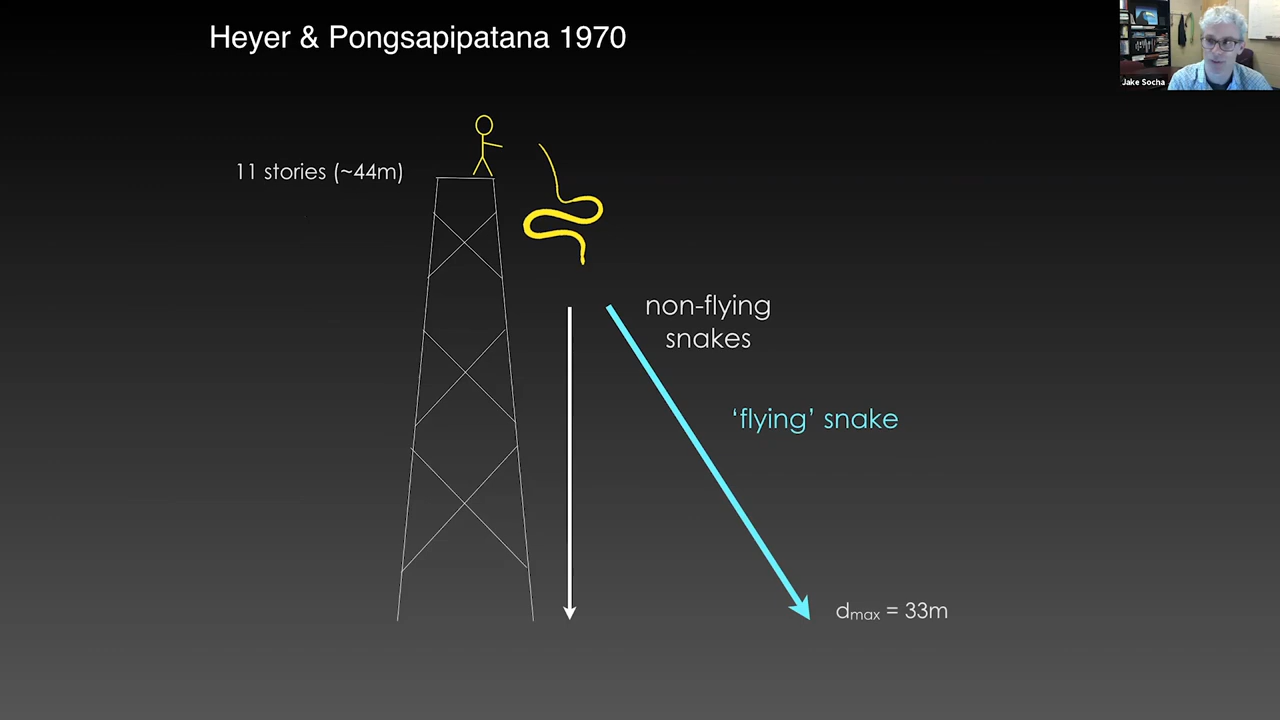 Heyer & Pongsapipatana 1970
Jake Socha
11 stories (~44m)
non-flying
snakes
‘flying’ snake
dmax = 33m